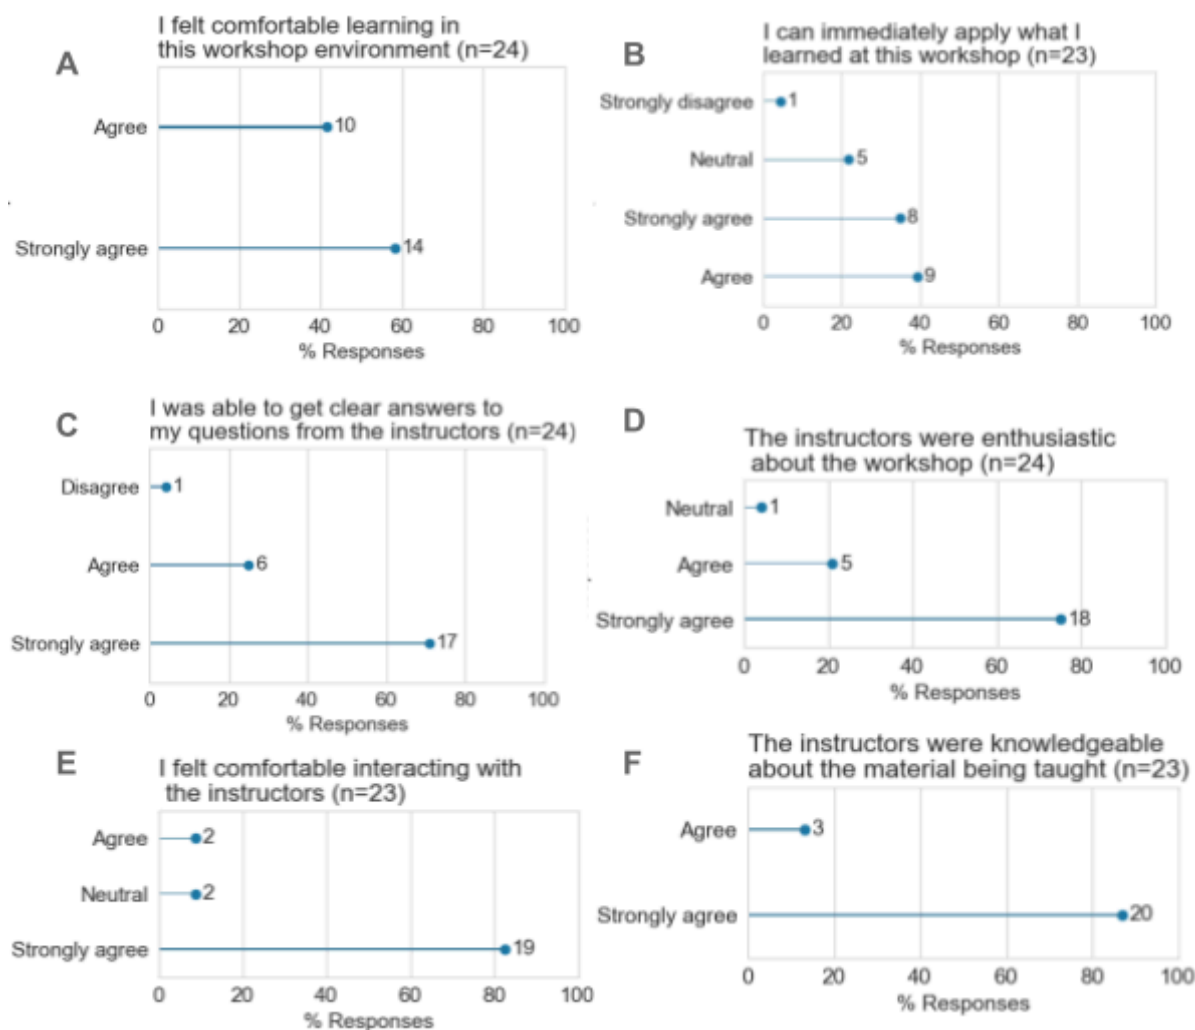 A
I felt comfortable learning in
this workshop environment (n=24)
Agree
10
Strongly agree
14
0 20 40 60 80 100
% Responses
B
I can immediately apply what I
learned at this workshop (n=23)
Strongly disagree
1
Neutral
5
Strongly agree
8
Agree
9
0 20 40 60 80 100
% Responses
C
I was able to get clear answers to
my questions from the instructors (n=24)
Disagree
1
Agree
6
Strongly agree
17
0 20 40 60 80 100
% Responses
D
The instructors were enthusiastic
about the workshop (n=24)
Neutral
1
Agree
5
Strongly agree
18
0 20 40 60 80 100
% Responses
E
I felt comfortable interacting with
the instructors (n=23)
Agree
2
Neutral
2
Strongly agree
19
0 20 40 60 80 100
% Responses
F
The instructors were knowledgeable
about the material being taught (n=23)
Agree
3
Strongly agree
20
0 20 40 60 80 100
% Responses